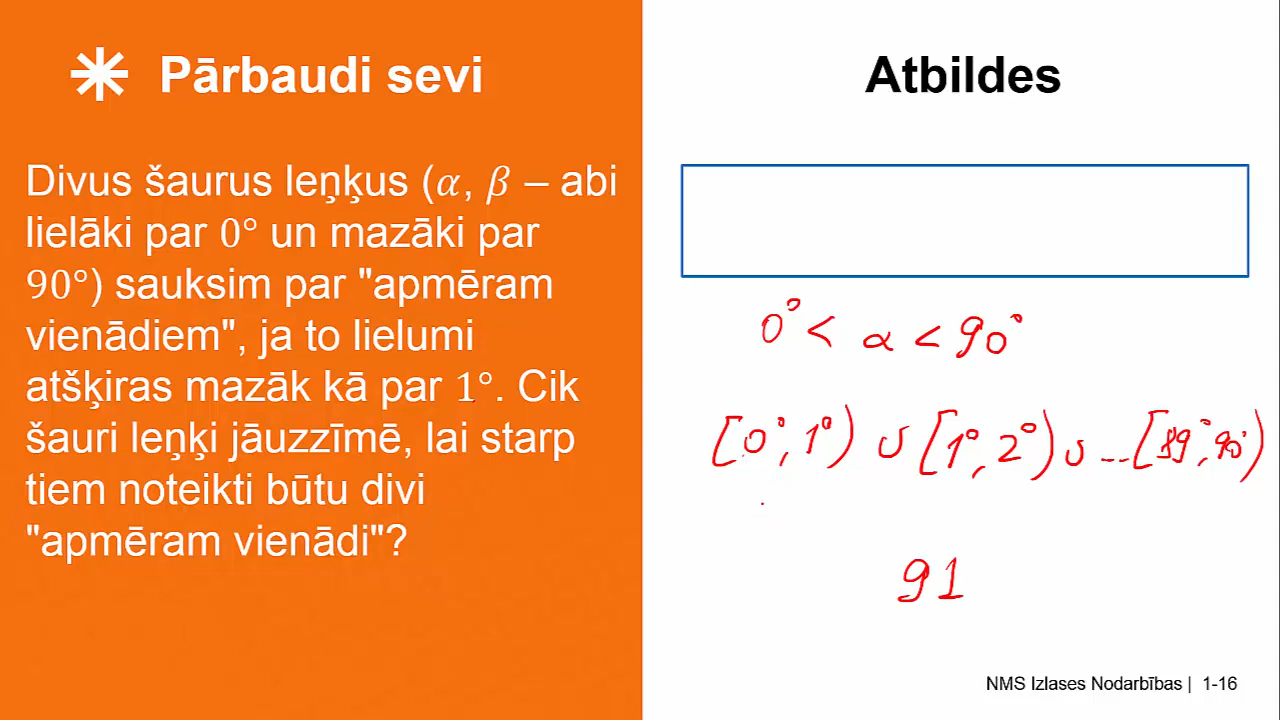 Pārbaudi sevi
Divus šaurus leņķus (α, β – abi
lielāki par 0° un mazāki par
90°) sauksim par "apmēram
vienādiem", ja to lielumi
atšķiras mazāk kā par 1°. Cik
šauri leņķi jāuzzīmē, lai starp
tiem noteikti būtu divi
"apmēram vienādi"?
Atbildes
0° < α < 90°
[0°, 1°) ∪ [1°, 2°) ∪ ... [89°, 90°)
91
NMS Izlases Nodarbības | 1-16